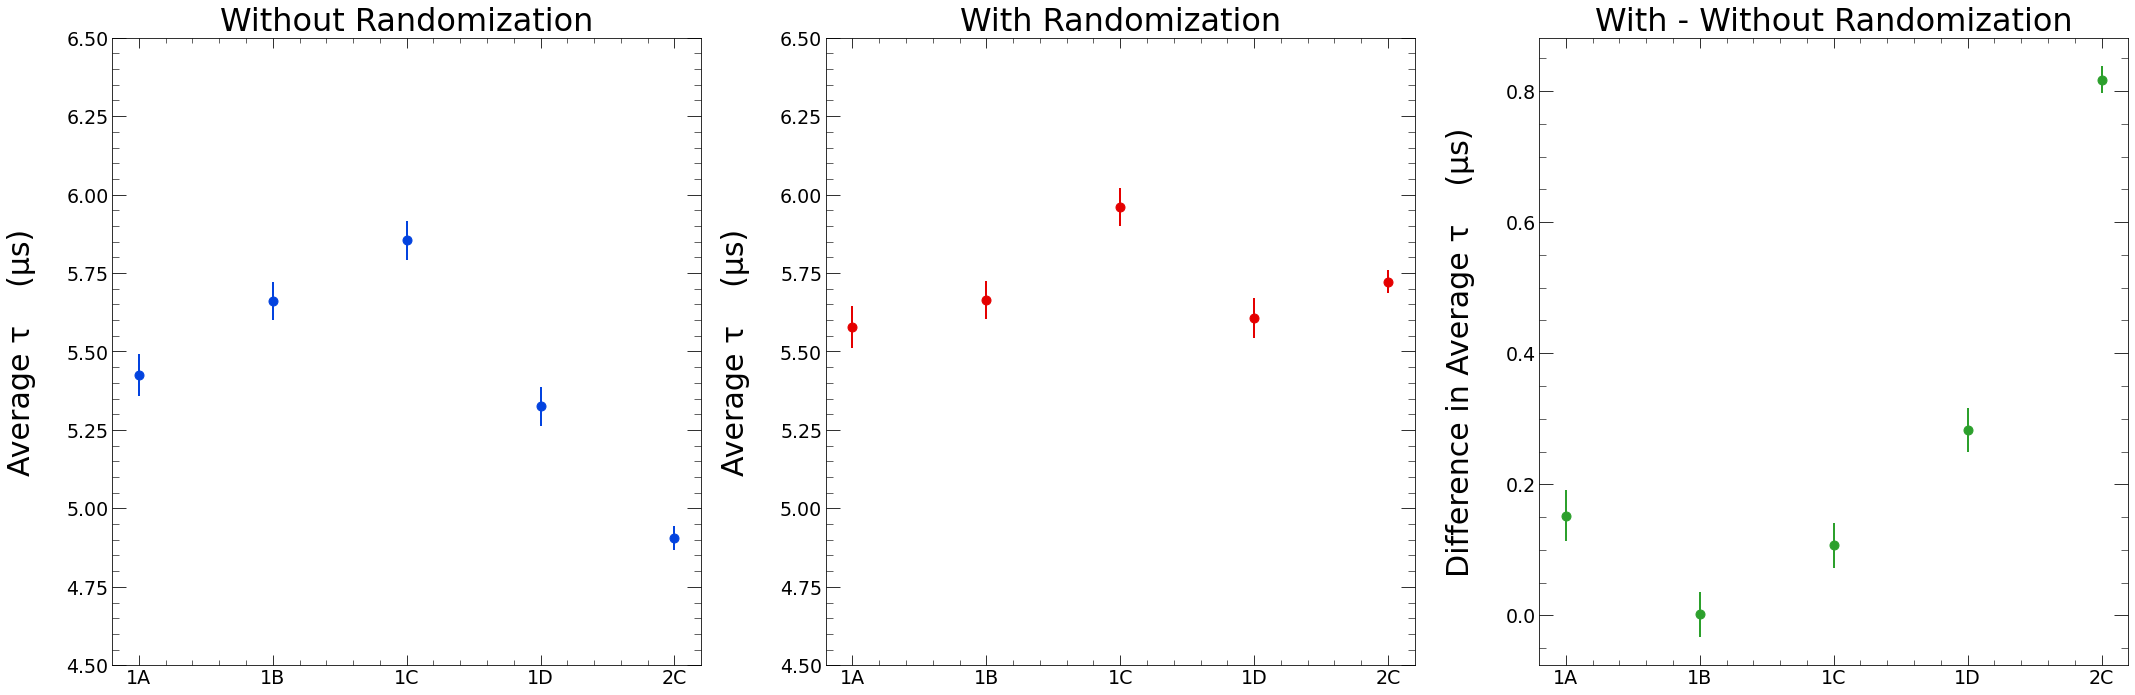 Without Randomization
With Randomization
With - Without Randomization
Average τ (μs)
6.50
6.25
6.00
5.75
5.50
5.25
5.00
4.75
4.50
1A 1B 1C 1D 2C
Average τ (μs)
6.50
6.25
6.00
5.75
5.50
5.25
5.00
4.75
4.50
1A 1B 1C 1D 2C
Difference in Average τ (μs)
0.8
0.6
0.4
0.2
0.0
1A 1B 1C 1D 2C